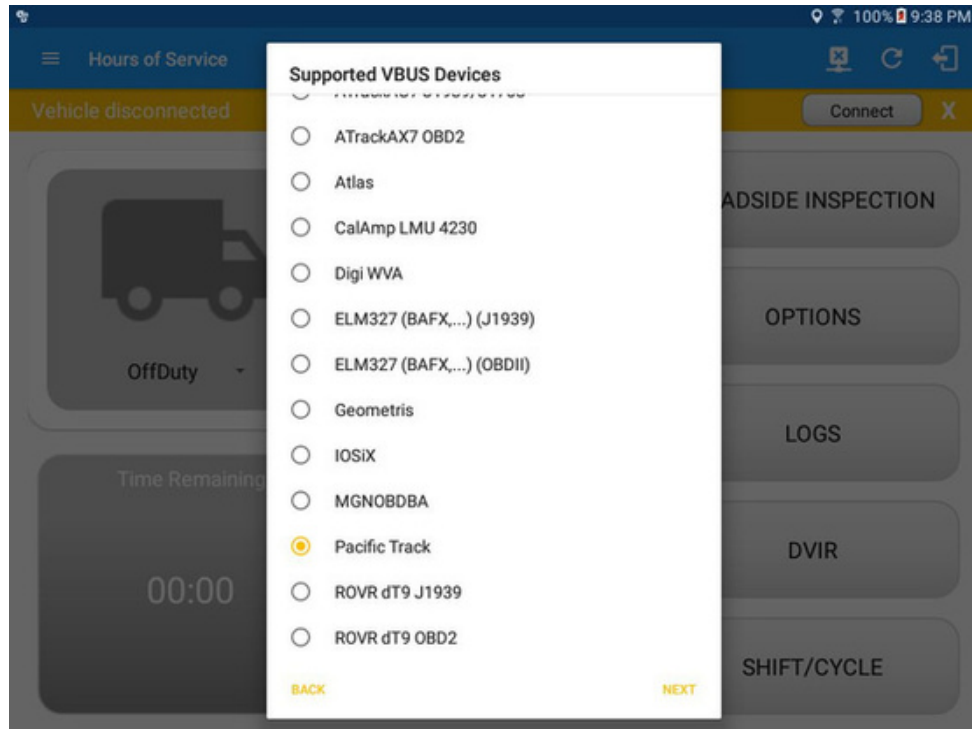 100% 9:38 PM
Hours of Service
Supported VBUS Devices
Vehicle disconnected
Connect
X
ATrackAX7 OBD2
Atlas
CalAmp LMU 4230
Digi WVA
ELM327 (BAFX,...) (J1939)
ELM327 (BAFX,...) (OBDII)
Geometris
IOSiX
MGNOBDBA
Pacific Track
ROVR dT9 J1939
ROVR dT9 OBD2
BACK
NEXT
OffDuty
Time Remaining
00:00
ADSIDE INSPECTION
OPTIONS
LOGS
DVIR
SHIFT/CYCLE